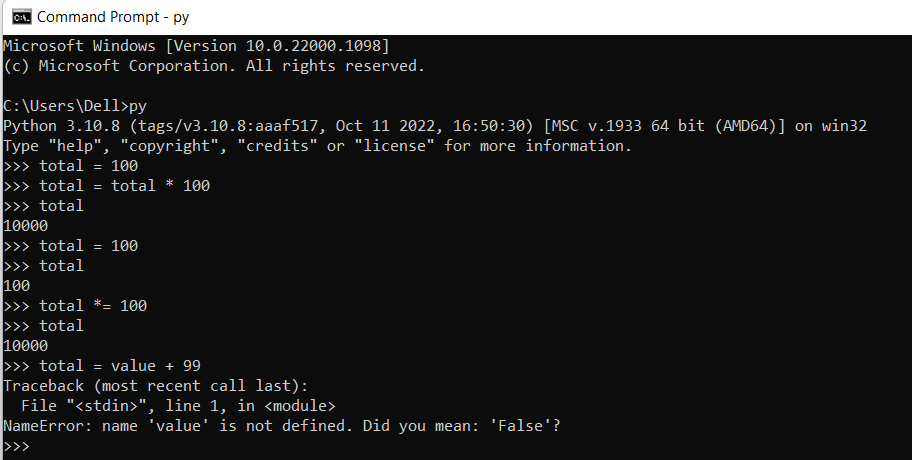 Command Prompt - py
Microsoft Windows [Version 10.0.22000.1098]
(c) Microsoft Corporation. All rights reserved.
C:\Users\Dell>py
Python 3.10.8 (tags/v3.10.8:aaaf517, Oct 11 2022, 16:50:30) [MSC v.1933 64 bit (AMD64)] on win32
Type "help", "copyright", "credits" or "license" for more information.
>>> total = 100
>>> total = total * 100
>>> total
10000
>>> total = 100
>>> total
100
>>> total *= 100
>>> total
10000
>>> total = value + 99
Traceback (most recent call last):
  File "<stdin>", line 1, in <module>
NameError: name 'value' is not defined. Did you mean: 'False'?
>>>